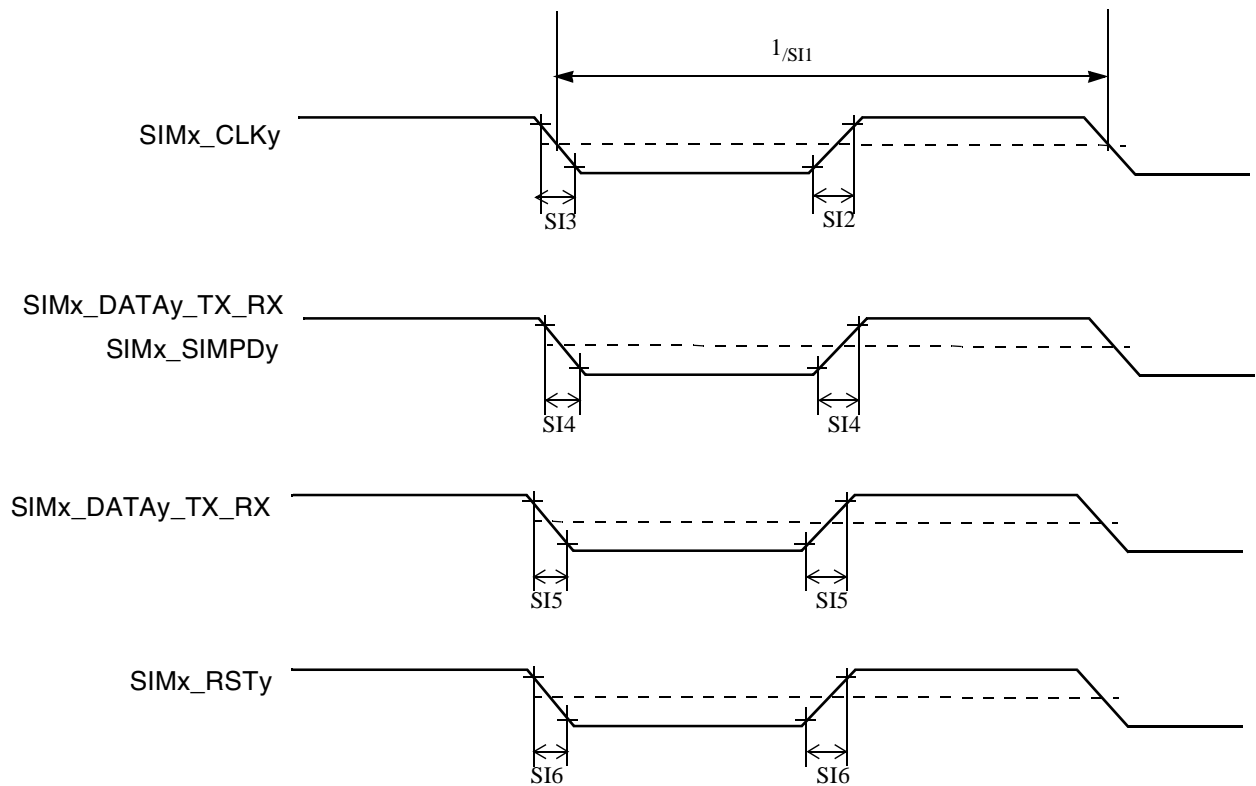 1/SI1
SIMx_CLKy
SI3
SI2
SIMx_DATAy_TX_RX
SIMx_SIMPDy
SI4
SI4
SIMx_DATAy_TX_RX
SI5
SI5
SIMx_RSTy
SI6
SI6